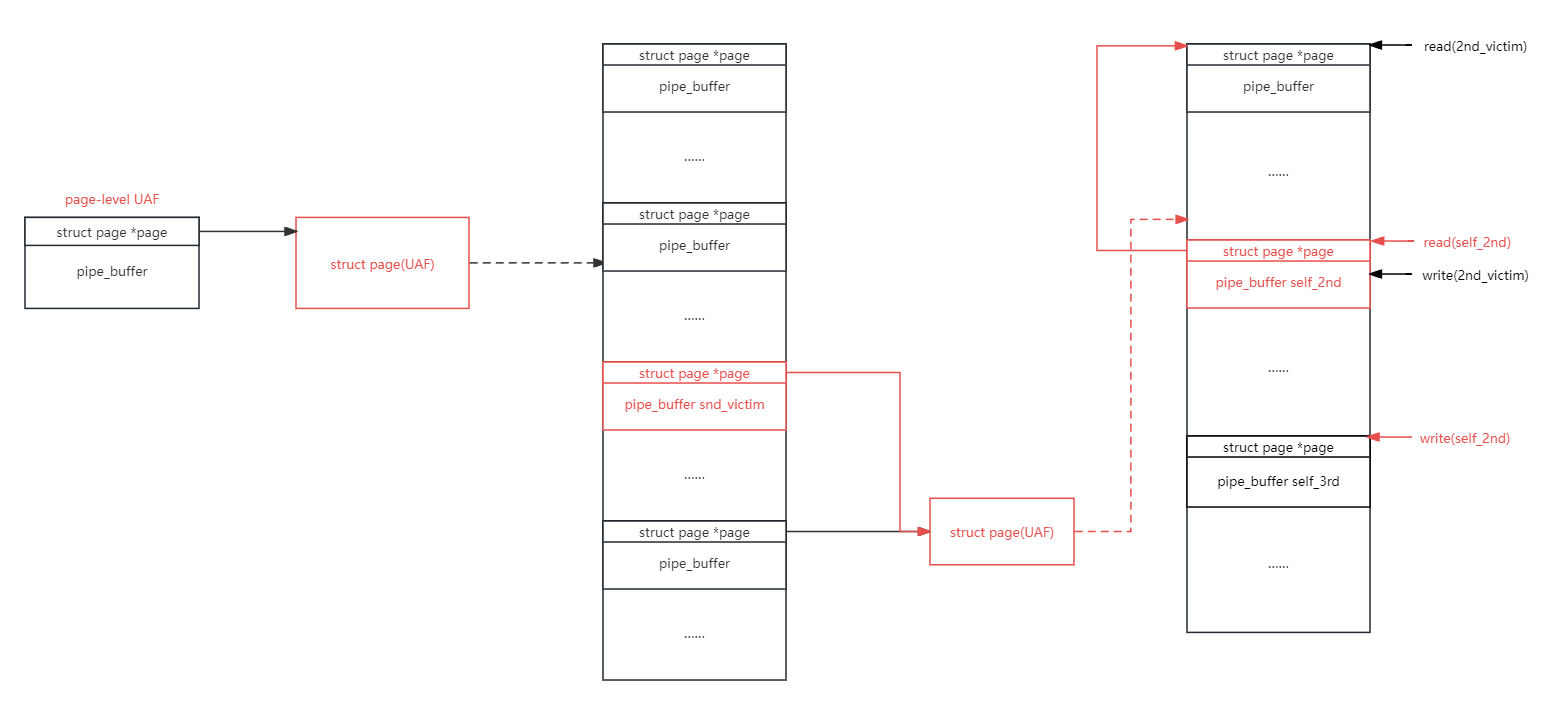 page-level UAF
struct page *page
pipe_buffer
struct page(UAF)
struct page *page
pipe_buffer
......
struct page *page
pipe_buffer
......
struct page *page
pipe_buffer snd_victim
......
struct page *page
pipe_buffer
......
struct page(UAF)
struct page *page
read(2nd_victim)
pipe_buffer
......
struct page *page
read(self_2nd)
pipe_buffer self_2nd
write(2nd_victim)
......
struct page *page
write(self_2nd)
pipe_buffer self_3rd
......